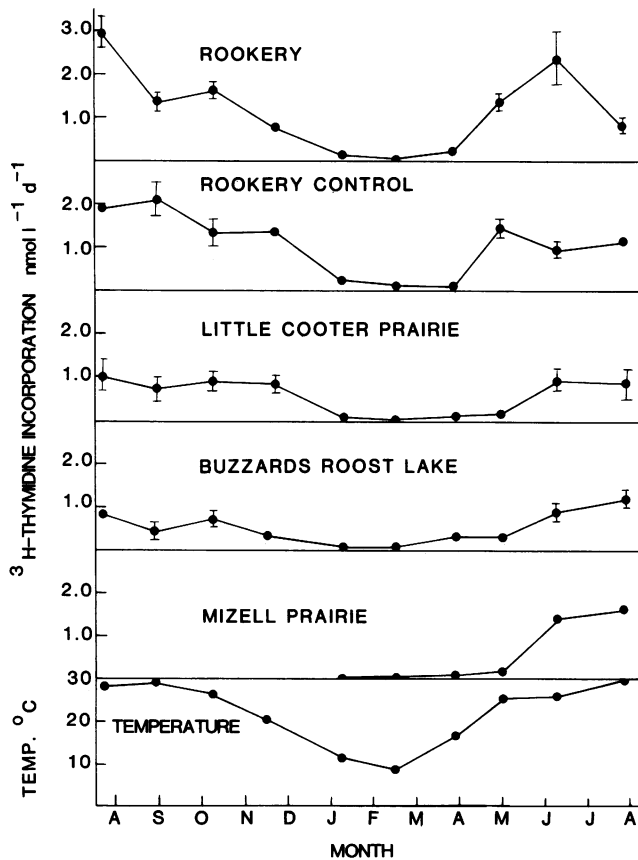 3.0
ROOKERY
2.0
1.0
ROOKERY CONTROL
2.0
1.0
LITTLE COOTER PRAIRIE
2.0
1.0
BUZZARDS ROOST LAKE
2.0
1.0
MIZELL PRAIRIE
2.0
1.0
30
TEMPERATURE
20
10
³H-THYMIDINE INCORPORATION nmol l⁻¹ d⁻¹
TEMP. °C
A S O N D J F M A M J J A
MONTH